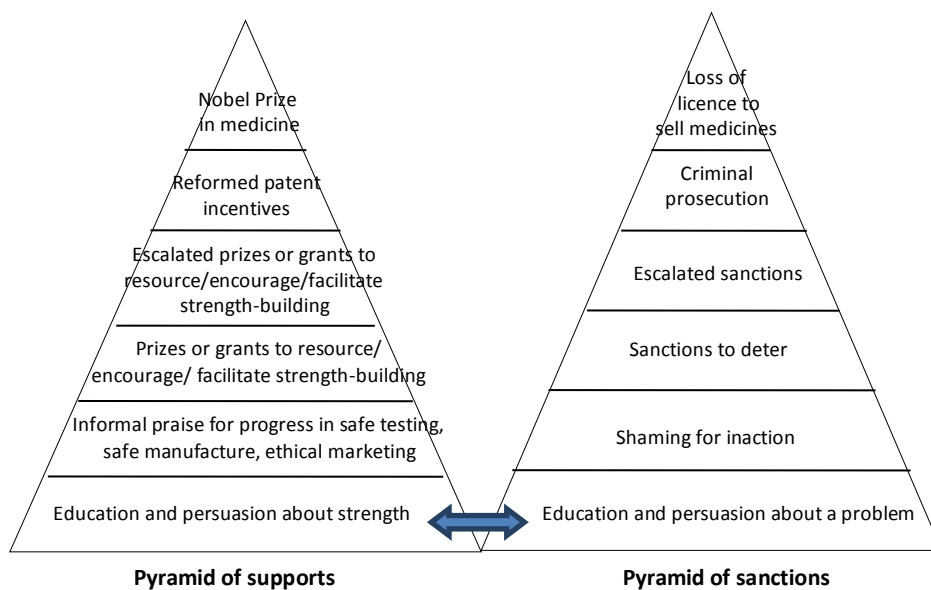 Nobel Prize
in medicine
Reformed patent
incentives
Escalated prizes or grants to
resource/encourage/facilitate
strength-building
Prizes or grants to resource/
encourage/ facilitate strength-building
Informal praise for progress in safe testing,
safe manufacture, ethical marketing
Education and persuasion about strength
Pyramid of supports
Loss of
licence to
sell medicines
Criminal
prosecution
Escalated sanctions
Sanctions to deter
Shaming for inaction
Education and persuasion about a problem
Pyramid of sanctions